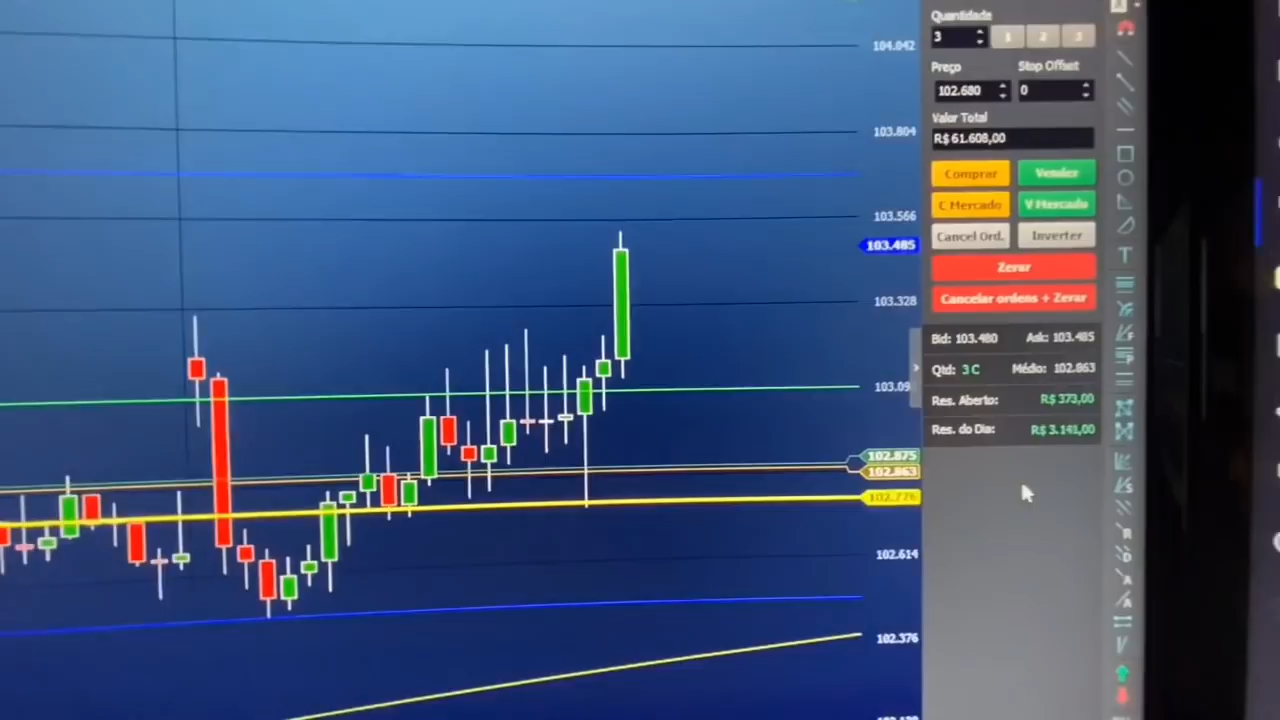 104.042
103.804
103.566
103.485
103.328
102.875
102.863
102.776
102.614
102.376
Quantidade
3
1
2
3
Preço
Stop Offset
102.680
0
Valor Total
R$ 61.608,00
Comprar
Vender
C Mercado
V Mercado
Cancel Ord.
Inverter
Zerar
Cancelar ordens + Zerar
Bid: 103.480
Ask: 103.485
Qtd: 3 C
Médio: 102.863
Res. Aberto:
R$ 373,00
Res. do Dia:
R$ 3.141,00